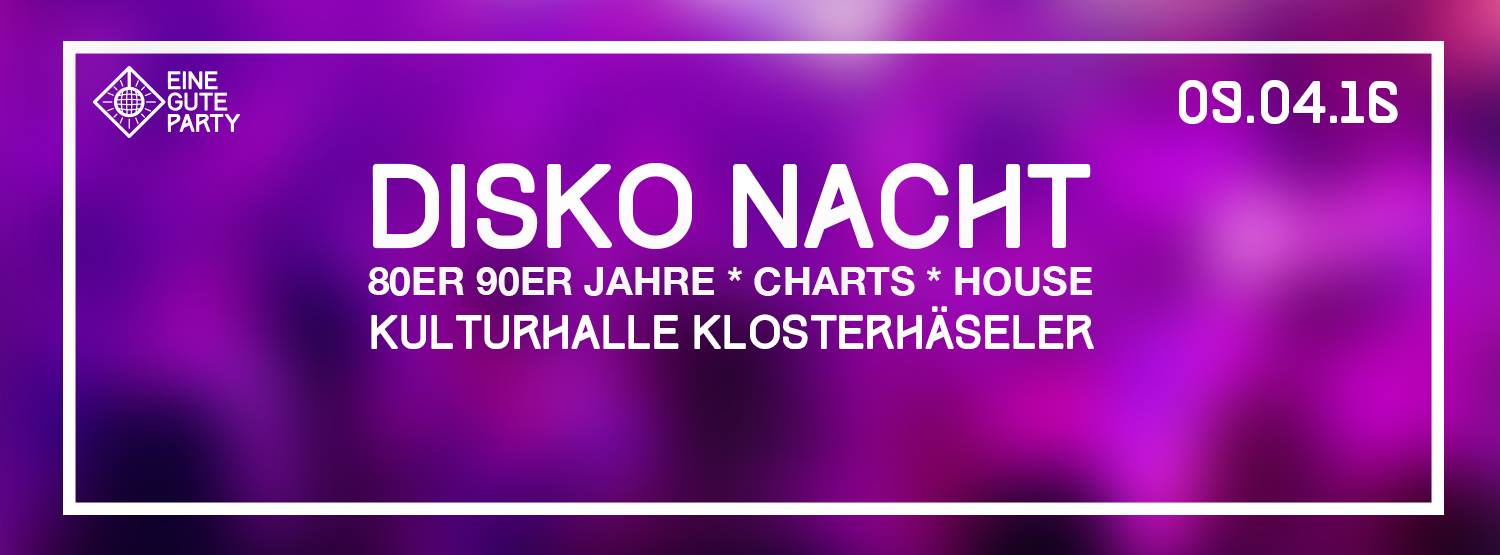 EINE
GUTE
PARTY
09.04.16
DISKO NACHT
80ER 90ER JAHRE * CHARTS * HOUSE
KULTURHALLE KLOSTERHÄSELER